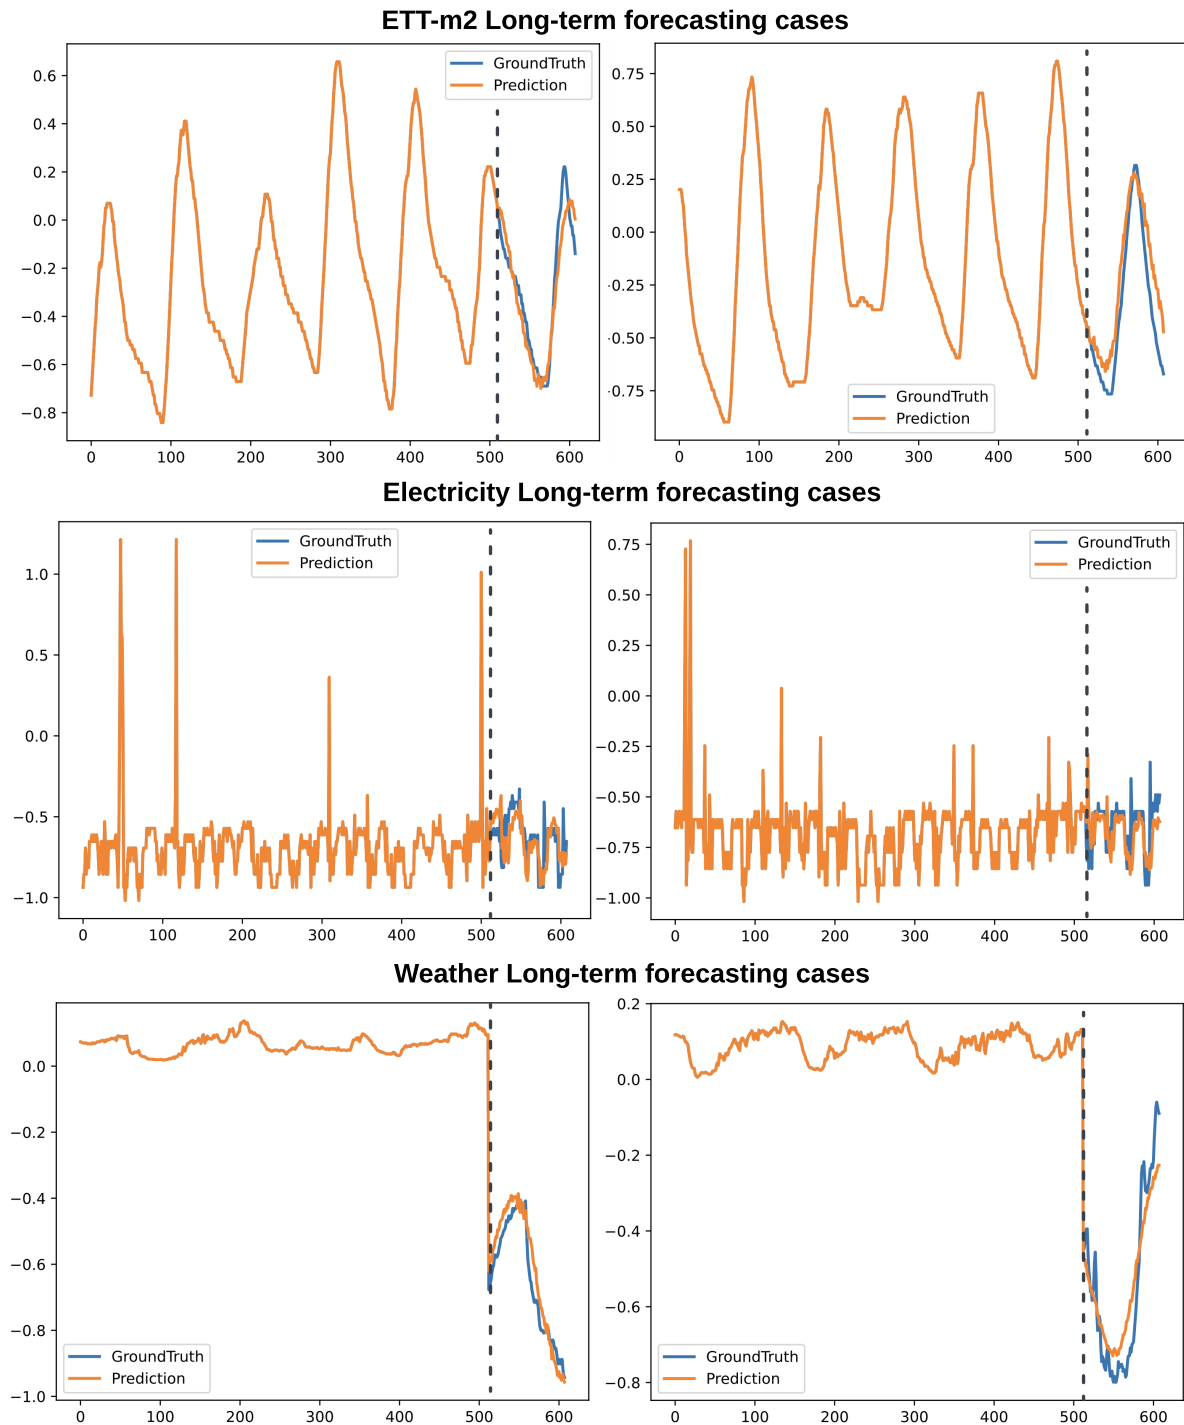 ETT-m2 Long-term forecasting cases
GroundTruth
Prediction
0.6
0.4
0.2
0.0
−0.2
−0.4
−0.6
−0.8
0 100 200 300 400 500 600
GroundTruth
Prediction
0.75
0.50
0.25
0.00
0.25
0.50
0.75
0 100 200 300 400 500 600
Electricity Long-term forecasting cases
GroundTruth
Prediction
1.0
0.5
0.0
−0.5
−1.0
0 100 200 300 400 500 600
GroundTruth
Prediction
0.75
0.50
0.25
0.00
−0.25
−0.50
−0.75
−1.00
0 100 200 300 400 500 600
Weather Long-term forecasting cases
0.0
−0.2
−0.4
−0.6
−0.8
−1.0
GroundTruth
Prediction
0 100 200 300 400 500 600
0.2
0.0
−0.2
−0.4
−0.6
−0.8
GroundTruth
Prediction
0 100 200 300 400 500 600